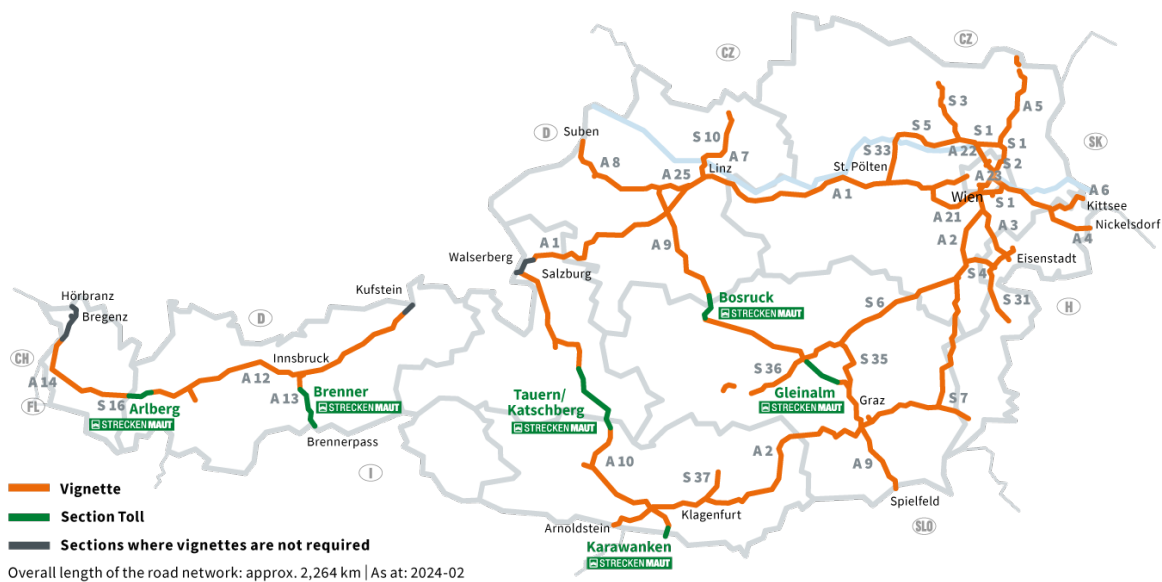 CZ
CZ
S 3
A 5
S 10
S 5
S 1
D
Suben
A 7
S 33
A 22
S 1
SK
A 8
Linz
St. Pölten
S 2
A 25
A 23
A 1
Wien
A 6
S 1
Kittsee
A 21
A 3
Nickelsdorf
A 1
A 9
A 2
A 4
Walserberg
Salzburg
Eisenstadt
S 4
Kufstein
Hörbranz
Bregenz
Bosruck
STRECKENMAUT
S 6
S 31
H
D
CH
Innsbruck
S 35
S 36
A 14
A 12
A 13
Brenner
STRECKENMAUT
Tauern/
Katschberg
STRECKENMAUT
Gleinalm
STRECKENMAUT
Graz
S 7
FL
S 16
Arlberg
STRECKENMAUT
Brennerpass
I
A 10
A 2
A 9
S 37
Spielfeld
Klagenfurt
Arnoldstein
SLO
Karawanken
STRECKENMAUT
Vignette
Section Toll
Sections where vignettes are not required
Overall length of the road network: approx. 2,264 km | As at: 2024-02